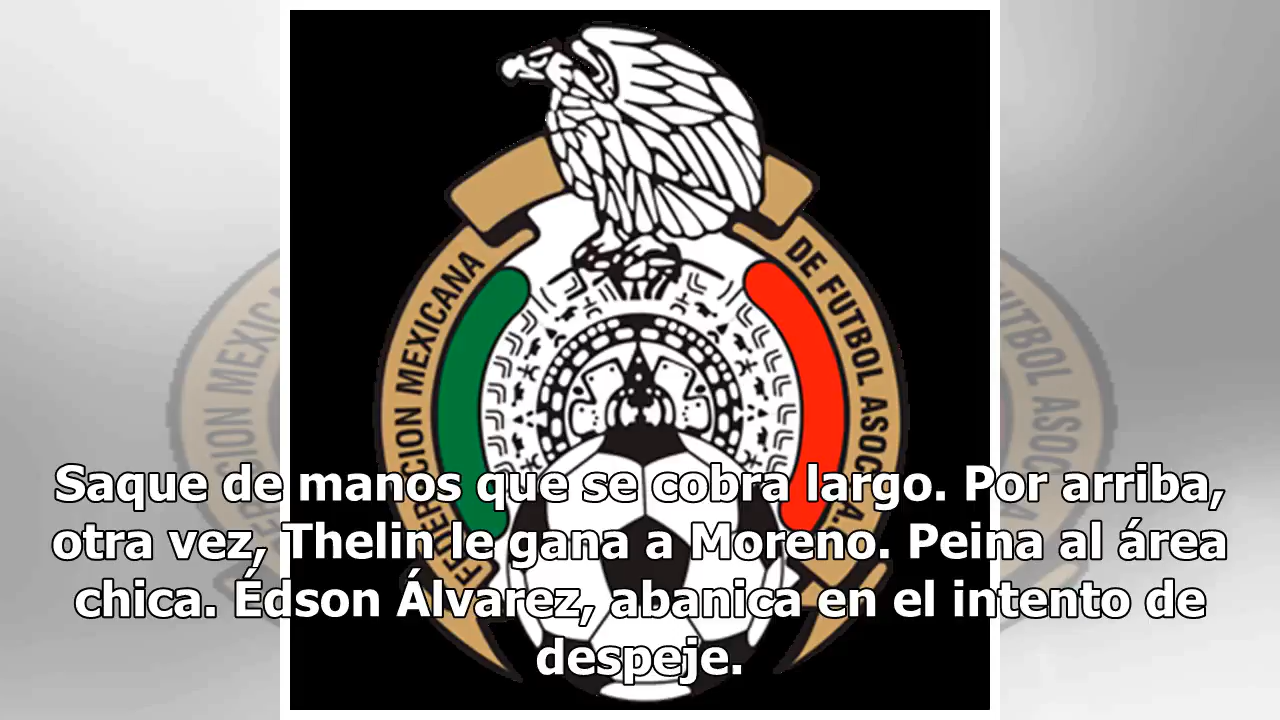 FEDERACION MEXICANA
DE FUTBOL ASOC. A.C.
Saque de manos que se cobra largo. Por arriba,
otra vez, Thelin le gana a Moreno. Peina al área
chica. Édson Álvarez, abanica en el intento de
despeje.